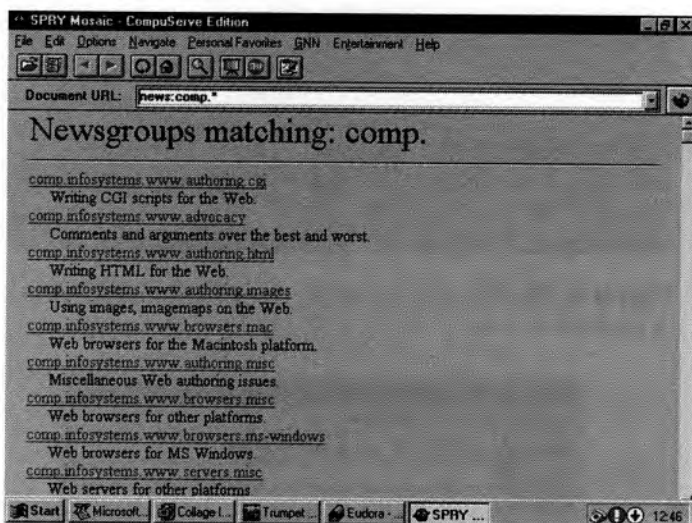 SPRY Mosaic - CompuServe Edition
File Edit Options Navigate Personal Favorites GNN Entertainment Help
Document URL: news:comp.*
Newsgroups matching: comp.
comp.infosystems.www.authoring.cgi
Writing CGI scripts for the Web.
comp.infosystems.www.advocacy
Comments and arguments over the best and worst.
comp.infosystems.www.authoring.html
Writing HTML for the Web.
comp.infosystems.www.authoring.images
Using images, imagemaps on the Web.
comp.infosystems.www.browsers.mac
Web browsers for the Macintosh platform.
comp.infosystems.www.authoring.misc
Miscellaneous Web authoring issues.
comp.infosystems.www.browsers.misc
Web browsers for other platforms.
comp.infosystems.www.browsers.ms-windows
Web browsers for MS Windows.
comp.infosystems.www.servers.misc
Web servers for other platforms
Start Microsoft... Collage I... Trumpet ... Eudora - ... SPRY ... 12:46